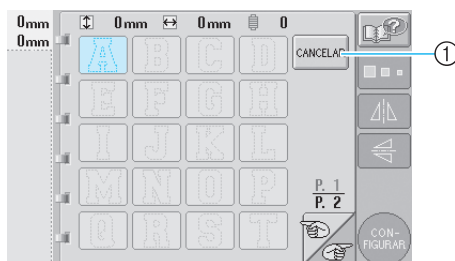 0mm
0mm
0mm 0mm 0
A B C D
CANCELAR
1
E F G H
I J K L
M N O P
P. 1
P. 2
Q R S T
CON-
FIGURAR